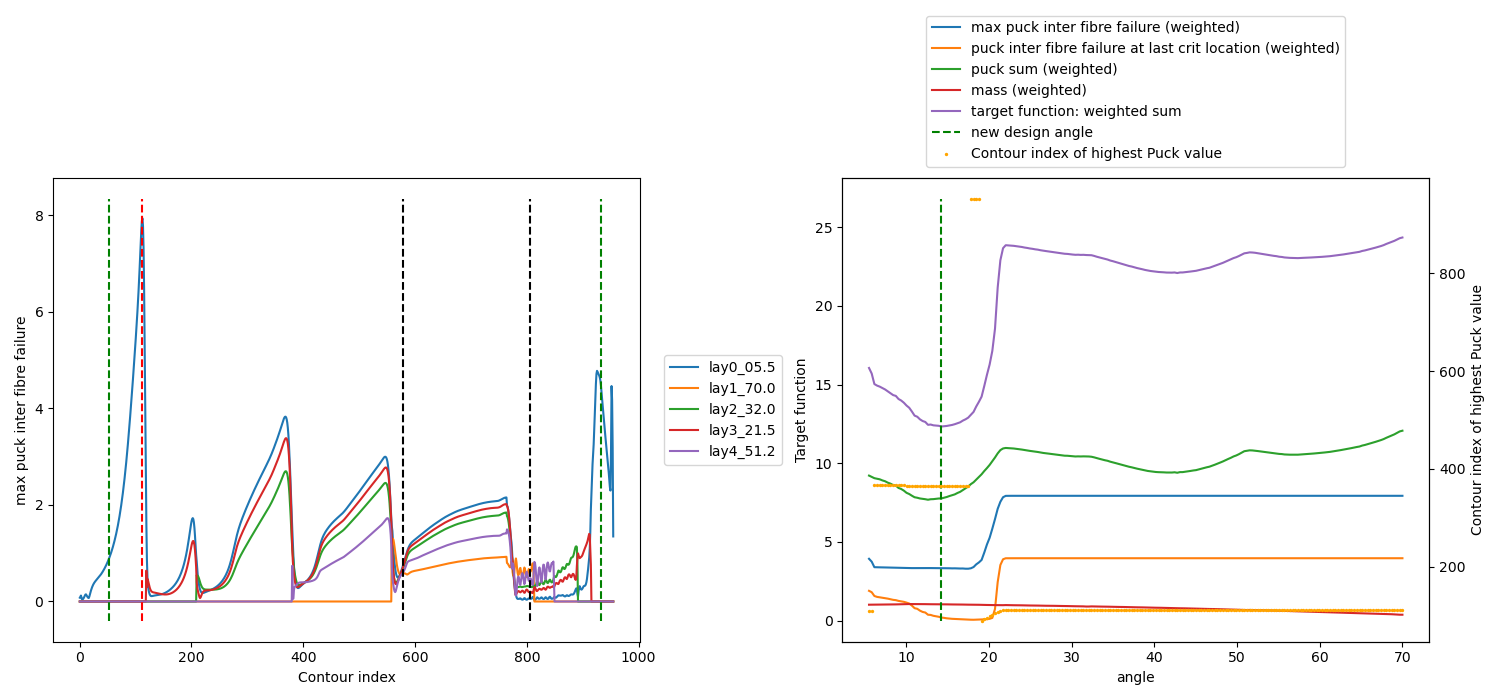 max puck inter fibre failure (weighted)
puck inter fibre failure at last crit location (weighted)
puck sum (weighted)
mass (weighted)
target function: weighted sum
new design angle
Contour index of highest Puck value
max puck inter fibre failure
8
6
4
2
0
0
200
400
600
800
1000
Contour index
lay0_05.5
lay1_70.0
lay2_32.0
lay3_21.5
lay4_51.2
Target function
25
20
15
10
5
0
10
20
30
40
50
60
70
angle
800
600
400
200
Contour index of highest Puck value